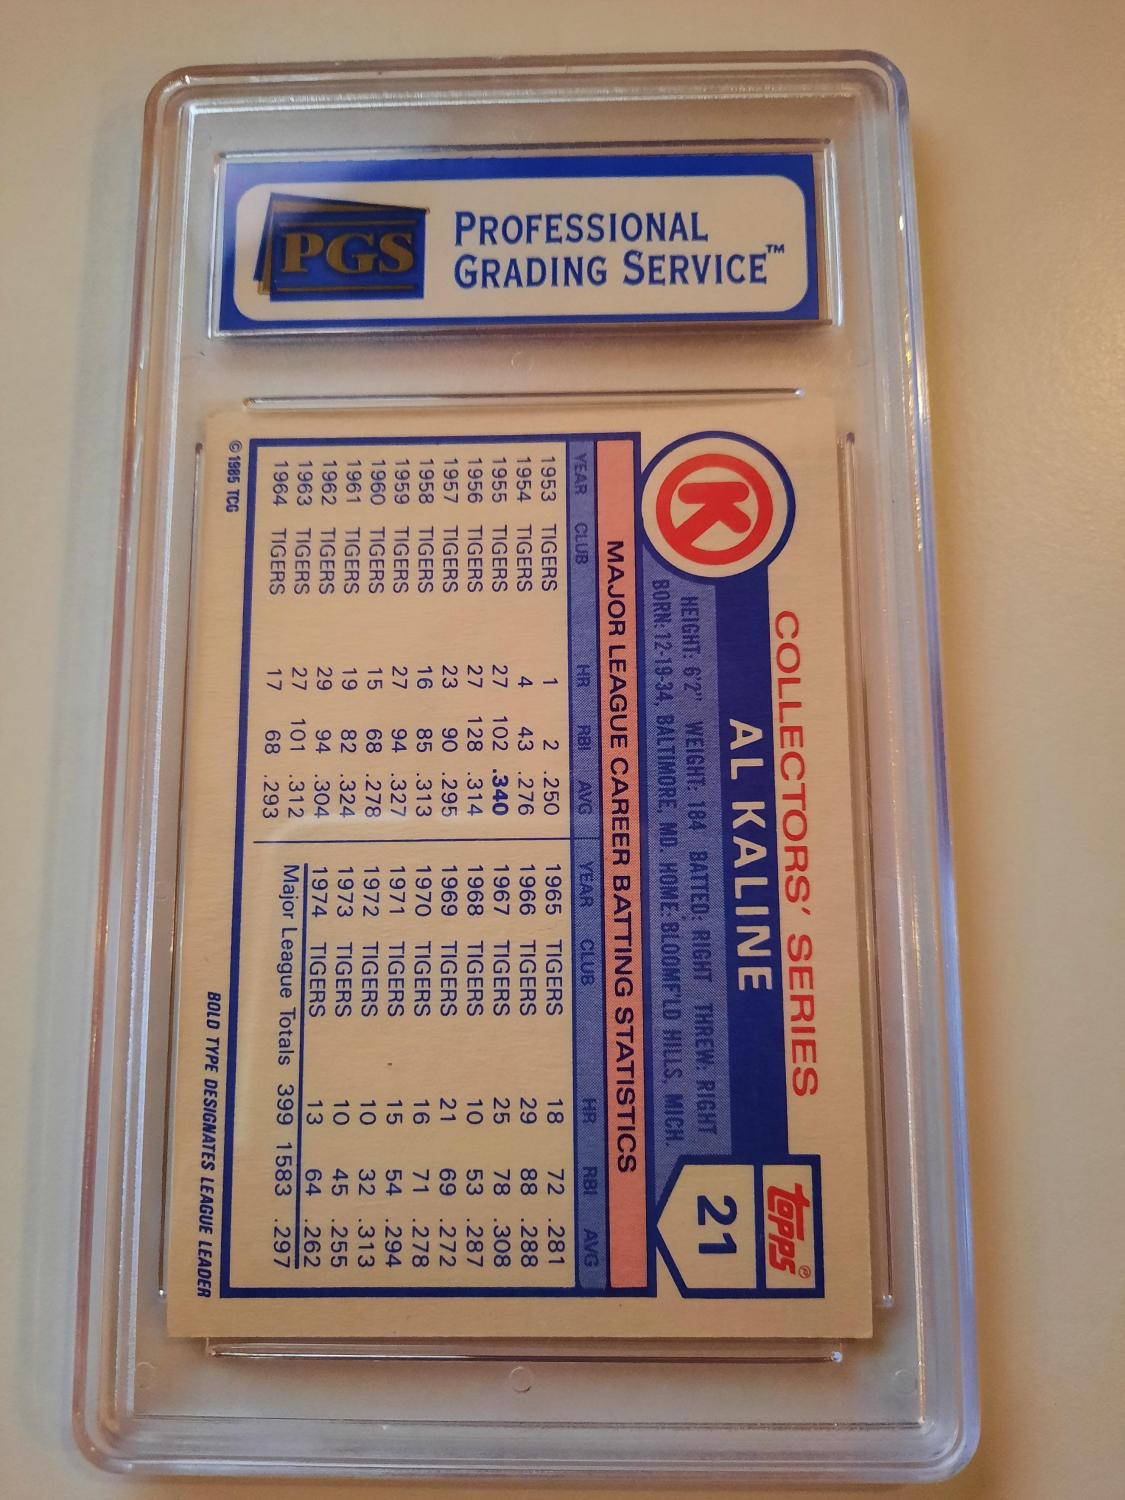 PGS
PROFESSIONAL
GRADING SERVICE™
COLLECTORS' SERIES
topps®
K
AL KALINE
21
HEIGHT: 6'2" WEIGHT: 184 BATTED: RIGHT THREW: RIGHT
BORN: 12-19-34, BALTIMORE, MD HOME: BLOOMF'LD HILLS, MICH.
MAJOR LEAGUE CAREER BATTING STATISTICS
YEAR CLUB HR RBI AVG YEAR CLUB HR RBI AVG
1953 TIGERS 1 2 .250 1965 TIGERS 18 72 .281
1954 TIGERS 4 43 .276 1966 TIGERS 29 88 .288
1955 TIGERS 27 102 .340 1967 TIGERS 25 78 .308
1956 TIGERS 27 128 .314 1968 TIGERS 10 53 .287
1957 TIGERS 23 90 .295 1969 TIGERS 21 69 .272
1958 TIGERS 16 85 .313 1970 TIGERS 16 71 .278
1959 TIGERS 27 94 .327 1971 TIGERS 15 54 .294
1960 TIGERS 15 68 .278 1972 TIGERS 10 32 .313
1961 TIGERS 19 82 .324 1973 TIGERS 10 45 .255
1962 TIGERS 29 94 .304 1974 TIGERS 13 64 .262
1963 TIGERS 27 101 .312 Major League Totals 399 1583 .297
1964 TIGERS 17 68 .293
© 1985 TCG
BOLD TYPE DESIGNATES LEAGUE LEADER